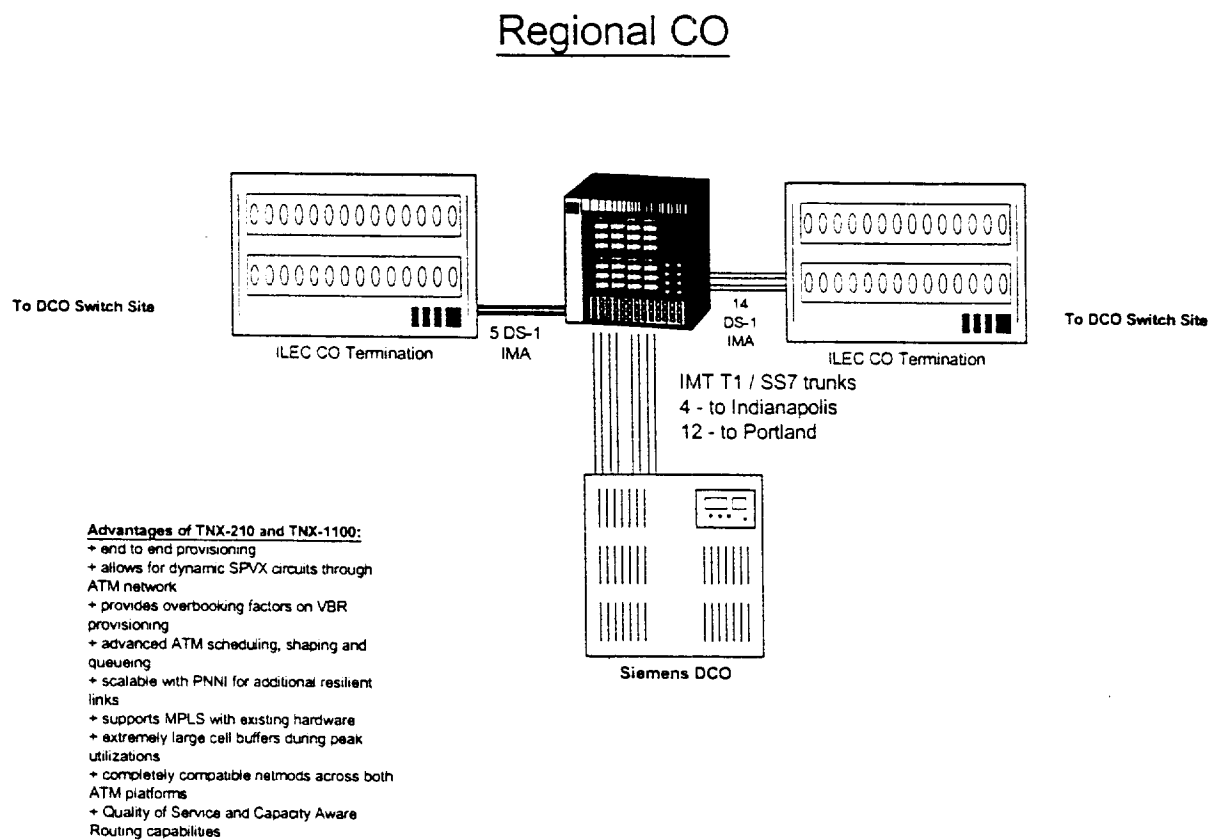 Regional CO
To DCO Switch Site
ILEC CO Termination
5 DS-1
IMA
14
DS-1
IMA
ILEC CO Termination
To DCO Switch Site
IMT T1 / SS7 trunks
4 - to Indianapolis
12 - to Portland
Siemens DCO
Advantages of TNX-210 and TNX-1100:
+ end to end provisioning
+ allows for dynamic SPVX circuits through
ATM network
+ provides overbooking factors on VBR
provisioning
+ advanced ATM scheduling, shaping and
queueing
+ scalable with PNNI for additional resilient
links
+ supports MPLS with existing hardware
+ extremely large cell buffers during peak
utilizations
+ completely compatible netmods across both
ATM platforms
+ Quality of Service and Capacity Aware
Routing capabilities